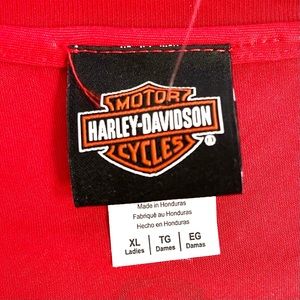 MOTOR
HARLEY-DAVIDSON
CYCLES
®
Made in Honduras
Fabriqué au Honduras
Hecho en Honduras
XL TG EG
Ladies Dames Damas